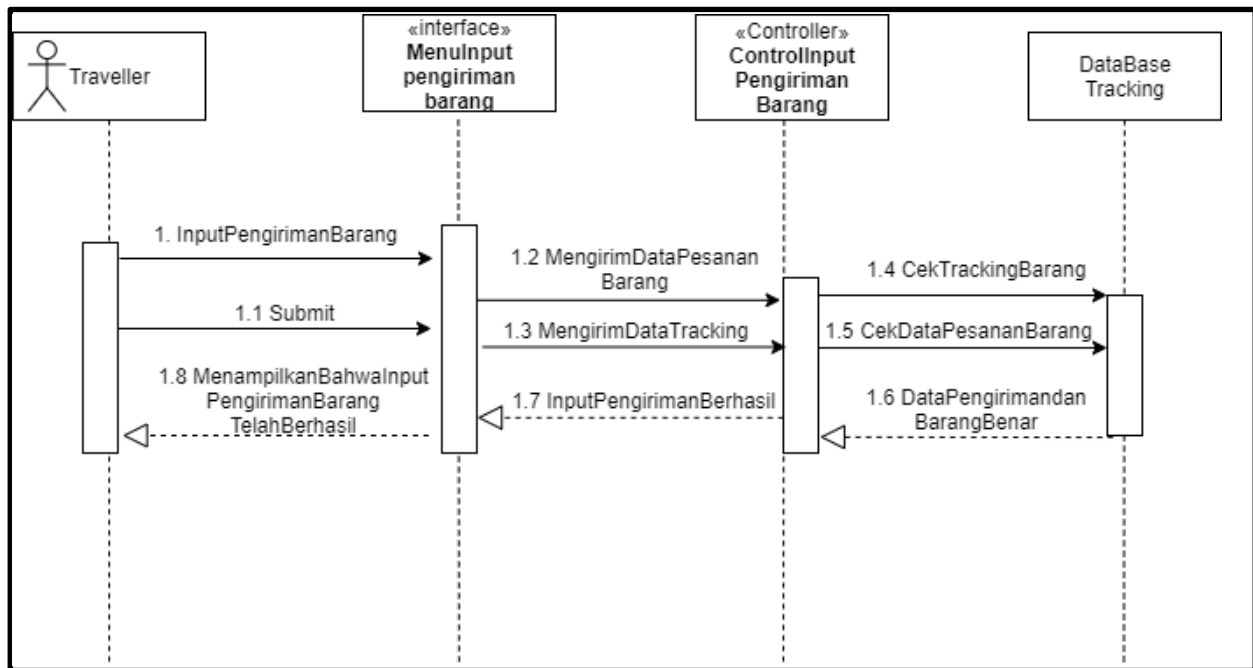 Traveller
«interface»
MenuInput
pengiriman
barang
«Controller»
ControlInput
Pengiriman
Barang
DataBase
Tracking
1. InputPengirimanBarang
1.2 MengirimDataPesanan
Barang
1.4 CekTrackingBarang
1.1 Submit
1.3 MengirimDataTracking
1.5 CekDataPesananBarang
1.8 MenampilkanBahwaInput
PengirimanBarang
TelahBerhasil
1.7 InputPengirimanBerhasil
1.6 DataPengirimandan
BarangBenar